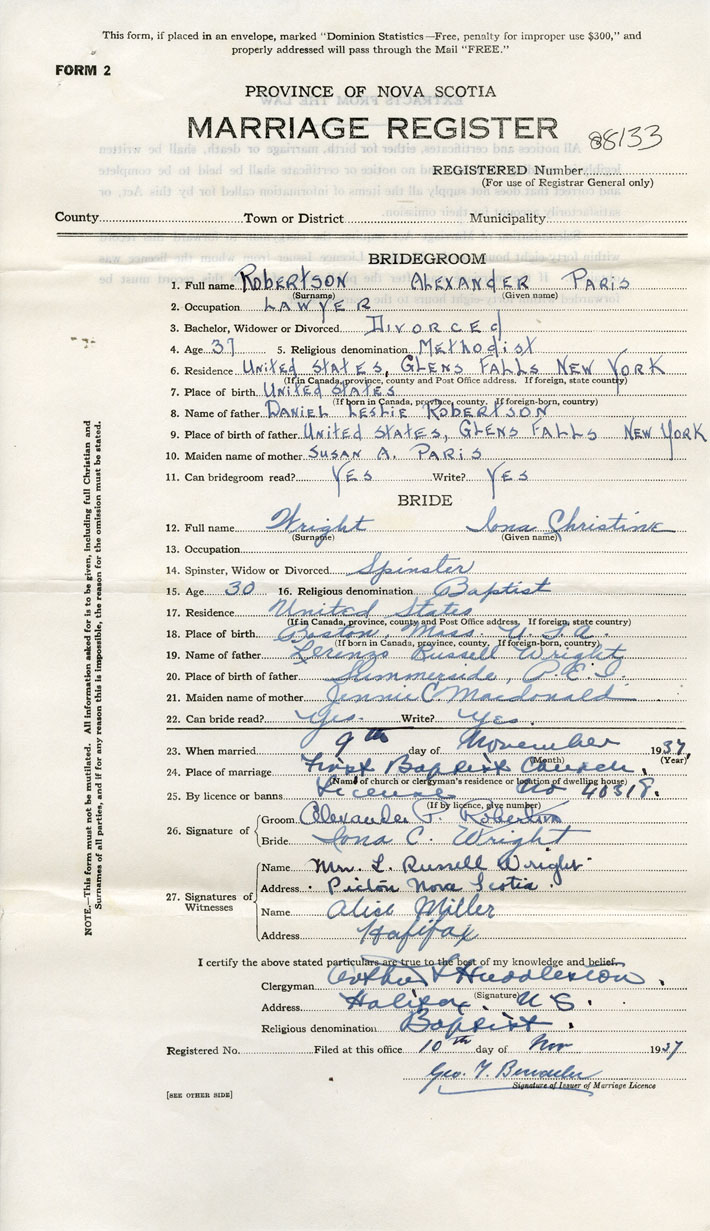 This form, if placed in an envelope, marked "Dominion Statistics—Free, penalty for improper use $300," and
properly addressed will pass through the Mail "FREE."
FORM 2
PROVINCE OF NOVA SCOTIA
MARRIAGE REGISTER
88133
REGISTERED Number
(For use of Registrar General only)
County Town or District Municipality
BRIDEGROOM
1. Full name Robertson Alexander Paris
(Surname) (Given name)
2. Occupation Lawyer
3. Bachelor, Widower or Divorced Divorced
4. Age 37 5. Religious denomination Methodist
6. Residence United States, Glens Falls New York
(If in Canada, province, county and Post Office address. If foreign, state country)
7. Place of birth United States
(If born in Canada, province, county. If foreign-born, country)
8. Name of father Daniel Leslie Robertson
9. Place of birth of father United States, Glens Falls New York
10. Maiden name of mother Susan A. Paris
11. Can bridegroom read? Yes Write? Yes
BRIDE
12. Full name Wright Iona Christine
(Surname) (Given name)
13. Occupation
14. Spinster, Widow or Divorced Spinster
15. Age 30 16. Religious denomination Baptist
17. Residence United States
(If in Canada, province, county and Post Office address. If foreign, state country)
18. Place of birth Boston, Mass. U.S.A.
(If born in Canada, province, county. If foreign-born, country)
19. Name of father Lorenzo Russell Wright
20. Place of birth of father Summerside, P.E.I.
21. Maiden name of mother Jennie C. Macdonald
22. Can bride read? Yes. Write? Yes.
23. When married 9th day of November 1937,
(Month) (Year)
24. Place of marriage First Baptist Church,
(Name of church or clergyman's residence or location of dwelling house)
25. By licence or banns License No 40318.
(If by licence, give number)
26. Signature of Groom Alexander P. Robertson
Bride Iona C. Wright
27. Signatures of Witnesses Name Mrs. L. Russell Wright
Address Pictou Nova Scotia.
Name Alice Miller
Address Halifax
I certify the above stated particulars are true to the best of my knowledge and belief.
Clergyman Huddleston
(Signature)
Address Halifax, N.S.
Religious denomination Baptist.
Registered No. Filed at this office 10th day of Nov 1937
Geo. T.
Signature of Issuer of Marriage Licence
[SEE OTHER SIDE]
NOTE.—This form must not be mutilated. All information asked for is to be given, including full Christian and
Surnames of all parties, and if for any reason this is impossible, the reason for the omission must be stated.